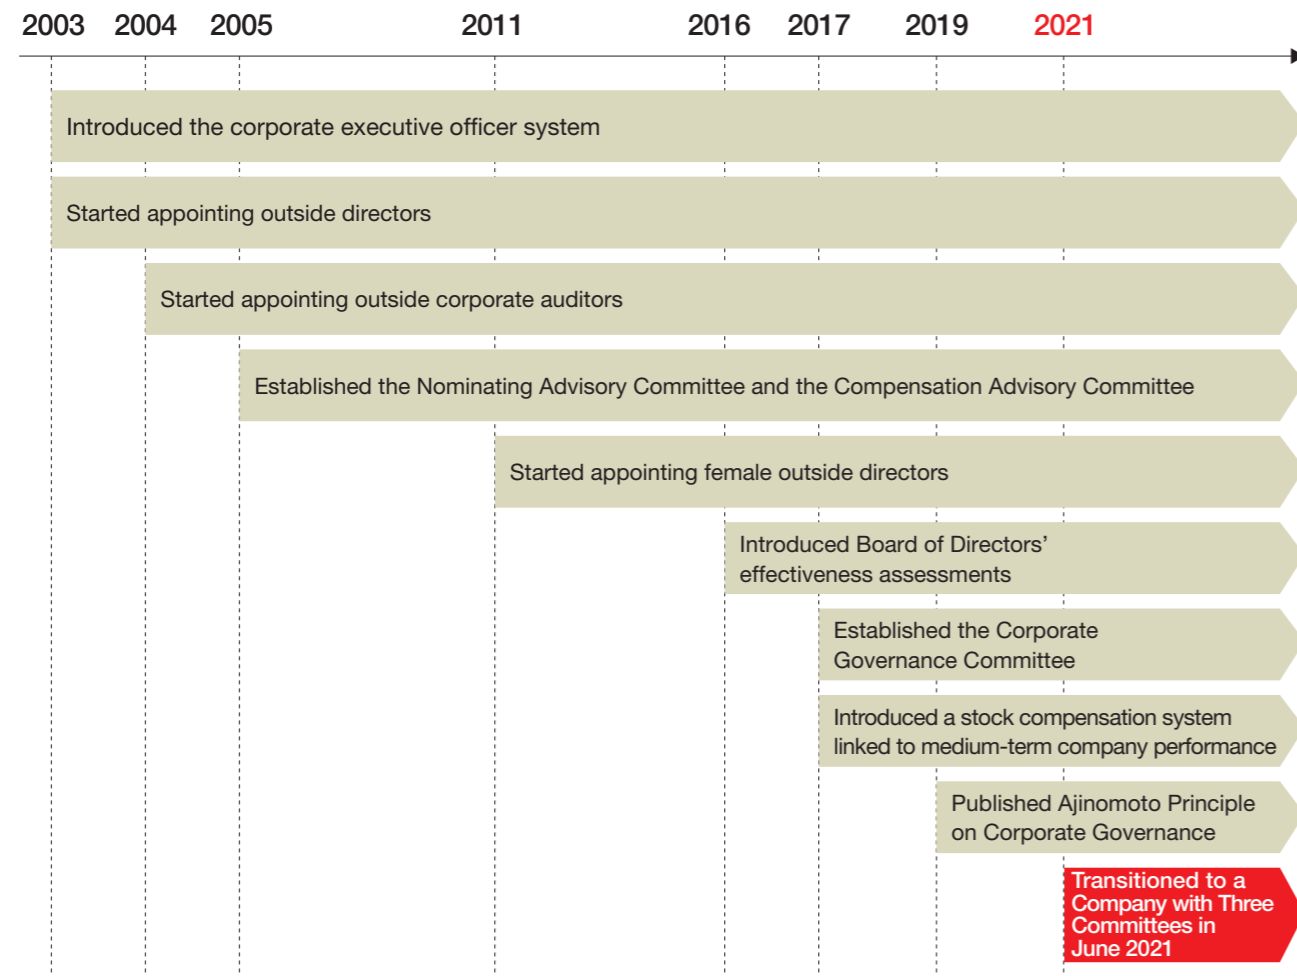 2003 2004 2005 2011 2016 2017 2019 2021
Introduced the corporate executive officer system
Started appointing outside directors
Started appointing outside corporate auditors
Established the Nominating Advisory Committee and the Compensation Advisory Committee
Started appointing female outside directors
Introduced Board of Directors’
effectiveness assessments
Established the Corporate
Governance Committee
Introduced a stock compensation system
linked to medium-term company performance
Published Ajinomoto Principle
on Corporate Governance
Transitioned to a
Company with Three
Committees in
June 2021